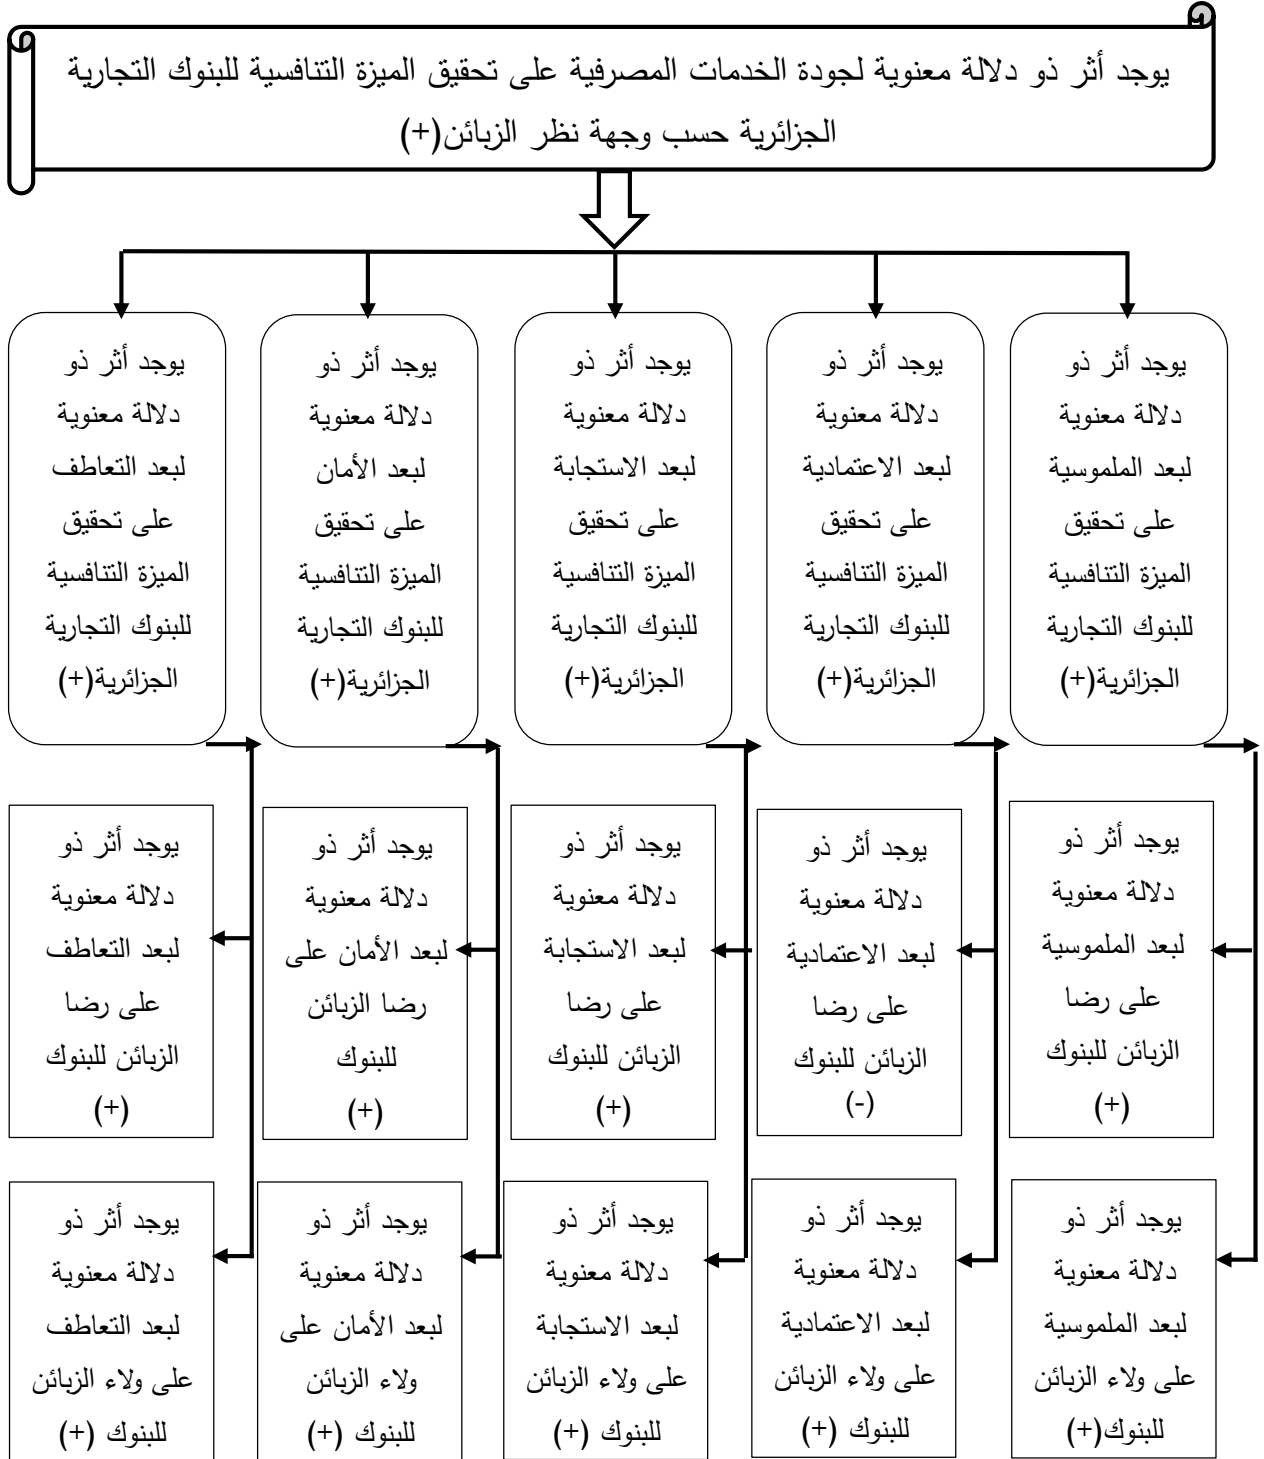 يوجد أثر ذو دلالة معنوية لجودة الخدمات المصرفية على تحقيق الميزة التنافسية للبنوك التجارية
الجزائرية حسب وجهة نظر الزبائن(+)
يوجد أثر ذو
دلالة معنوية
لبعد الملموسية
على تحقيق
الميزة التنافسية
للبنوك التجارية
الجزائرية(+)
يوجد أثر ذو
دلالة معنوية
لبعد الاعتمادية
على تحقيق
الميزة التنافسية
للبنوك التجارية
الجزائرية(+)
يوجد أثر ذو
دلالة معنوية
لبعد الاستجابة
على تحقيق
الميزة التنافسية
للبنوك التجارية
الجزائرية(+)
يوجد أثر ذو
دلالة معنوية
لبعد الأمان
على تحقيق
الميزة التنافسية
للبنوك التجارية
الجزائرية(+)
يوجد أثر ذو
دلالة معنوية
لبعد التعاطف
على تحقيق
الميزة التنافسية
للبنوك التجارية
الجزائرية(+)
يوجد أثر ذو
دلالة معنوية
لبعد الملموسية
على رضا
الزبائن للبنوك
(+)
يوجد أثر ذو
دلالة معنوية
لبعد الاعتمادية
على رضا
الزبائن للبنوك
(-)
يوجد أثر ذو
دلالة معنوية
لبعد الاستجابة
على رضا
الزبائن للبنوك
(+)
يوجد أثر ذو
دلالة معنوية
لبعد الأمان على
رضا الزبائن
للبنوك
(+)
يوجد أثر ذو
دلالة معنوية
لبعد التعاطف
على رضا
الزبائن للبنوك
(+)
يوجد أثر ذو
دلالة معنوية
لبعد الملموسية
على ولاء الزبائن
للبنوك(+)
يوجد أثر ذو
دلالة معنوية
لبعد الاعتمادية
على ولاء الزبائن
للبنوك (+)
يوجد أثر ذو
دلالة معنوية
لبعد الاستجابة
على ولاء الزبائن
للبنوك (+)
يوجد أثر ذو
دلالة معنوية
لبعد الأمان على
ولاء الزبائن
للبنوك (+)
يوجد أثر ذو
دلالة معنوية
لبعد التعاطف
على ولاء الزبائن
للبنوك (+)